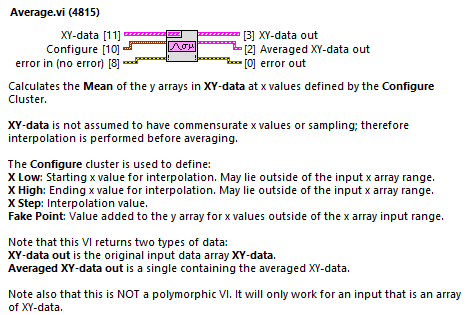 Average.vi (4815)
XY-data [11] [3] XY-data out
Configure [10] [2] Averaged XY-data out
error in (no error) [8] [0] error out
Calculates the Mean of the y arrays in XY-data at x values defined by the Configure
Cluster.
XY-data is not assumed to have commensurate x values or sampling; therefore
interpolation is performed before averaging.
The Configure cluster is used to define:
X Low: Starting x value for interpolation. May lie outside of the input x array range.
X High: Ending x value for interpolation. May lie outside of the input x array range.
X Step: Interpolation value.
Fake Point: Value added to the y array for x values outside of the x array input range.
Note that this VI returns two types of data:
XY-data out is the original input data array XY-data.
Averaged XY-data out is a single containing the averaged XY-data.
Note also that this is NOT a polymorphic VI. It will only work for an input that is an array
of XY-data.